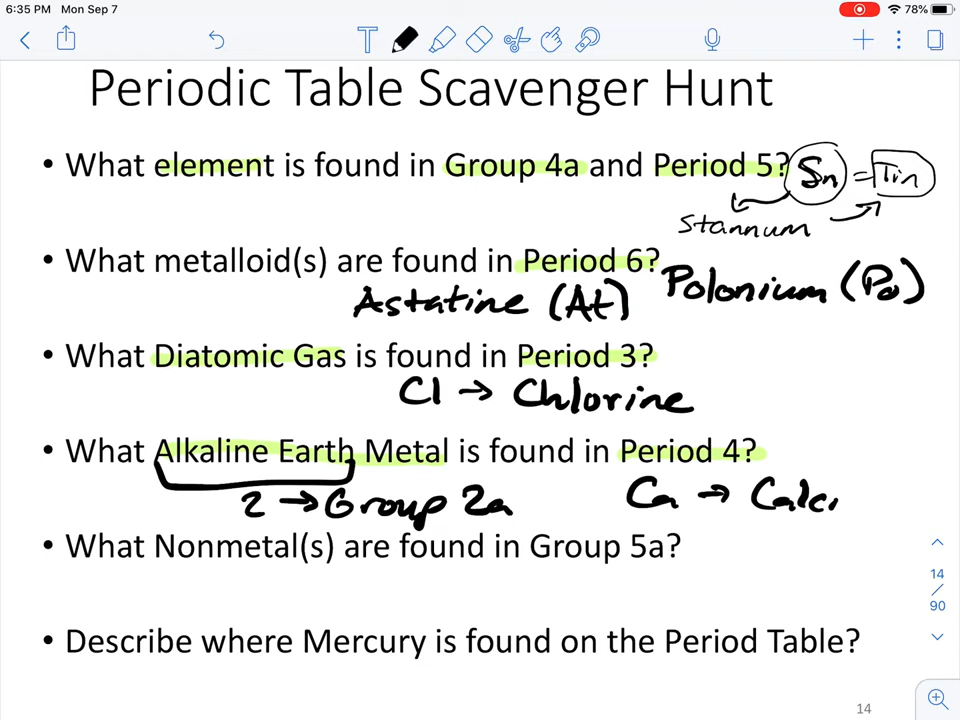 6:35 PM Mon Sep 7
78%
Periodic Table Scavenger Hunt
• What element is found in Group 4a and Period 5? Sn = Tin
Stannum
• What metalloid(s) are found in Period 6?
Astatine (At) Polonium (Po)
• What Diatomic Gas is found in Period 3?
Cl → Chlorine
• What Alkaline Earth Metal is found in Period 4?
2 → Group 2a Ca → Calci
• What Nonmetal(s) are found in Group 5a?
• Describe where Mercury is found on the Period Table?
14
/
90
14